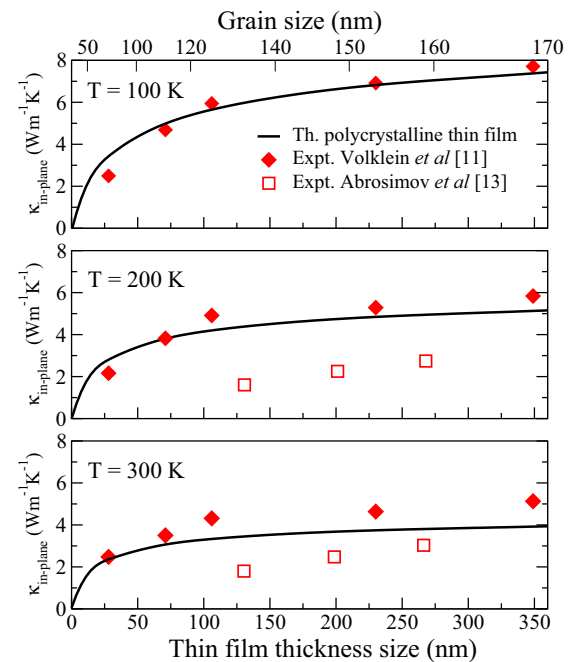 Grain size (nm)
50 80 110 120 130 140 150 160 170
8
6
4
2
0
κin-plane (Wm-1K-1)
T = 100 K
Th. polycrystalline thin film
Expt. Volklein et al [11]
Expt. Abrosimov et al [13]
8
6
4
2
0
κin-plane (Wm-1K-1)
T = 200 K
8
6
4
2
0
κin-plane (Wm-1K-1)
T = 300 K
0 50 100 150 200 250 300 350
Thin film thickness size (nm)